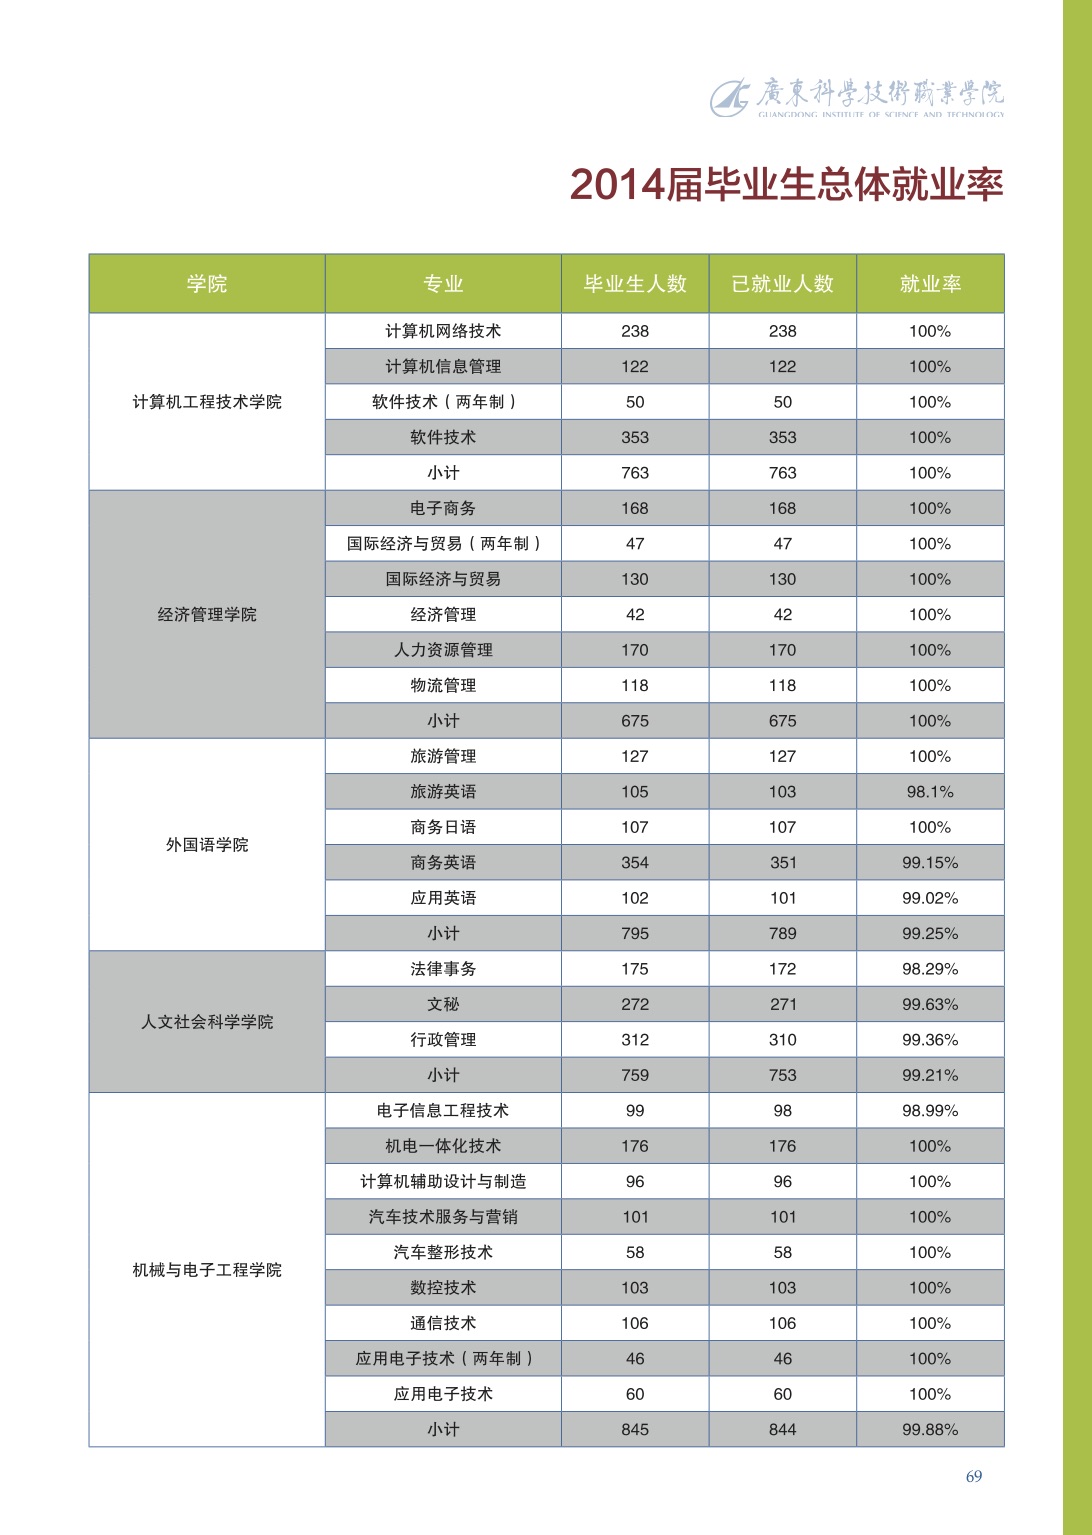 廣東科学技術職業學院
GUANGDONG INSTITUTE OF SCIENCE AND TECHNOLOGY
2014届毕业生总体就业率
学院 专业 毕业生人数 已就业人数 就业率
计算机工程技术学院
计算机网络技术 238 238 100%
计算机信息管理 122 122 100%
软件技术（两年制） 50 50 100%
软件技术 353 353 100%
小计 763 763 100%
经济管理学院
电子商务 168 168 100%
国际经济与贸易（两年制） 47 47 100%
国际经济与贸易 130 130 100%
经济管理 42 42 100%
人力资源管理 170 170 100%
物流管理 118 118 100%
小计 675 675 100%
外国语学院
旅游管理 127 127 100%
旅游英语 105 103 98.1%
商务日语 107 107 100%
商务英语 354 351 99.15%
应用英语 102 101 99.02%
小计 795 789 99.25%
人文社会科学学院
法律事务 175 172 98.29%
文秘 272 271 99.63%
行政管理 312 310 99.36%
小计 759 753 99.21%
机械与电子工程学院
电子信息工程技术 99 98 98.99%
机电一体化技术 176 176 100%
计算机辅助设计与制造 96 96 100%
汽车技术服务与营销 101 101 100%
汽车整形技术 58 58 100%
数控技术 103 103 100%
通信技术 106 106 100%
应用电子技术（两年制） 46 46 100%
应用电子技术 60 60 100%
小计 845 844 99.88%
69